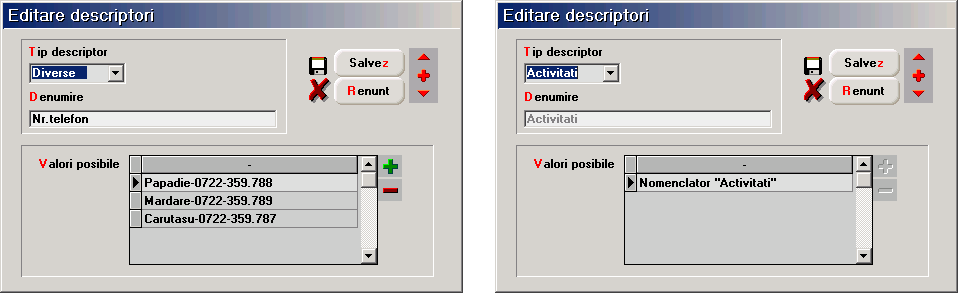 Editare descriptori
Tip descriptor
Diverse
Denumire
Nr.telefon
Salvez
Renunt
Valori posibile
-
Papadie-0722-359.788
Mardare-0722-359.789
Carutasu-0722-359.787
Editare descriptori
Tip descriptor
Activitati
Denumire
Activitati
Salvez
Renunt
Valori posibile
-
Nomenclator "Activitati"